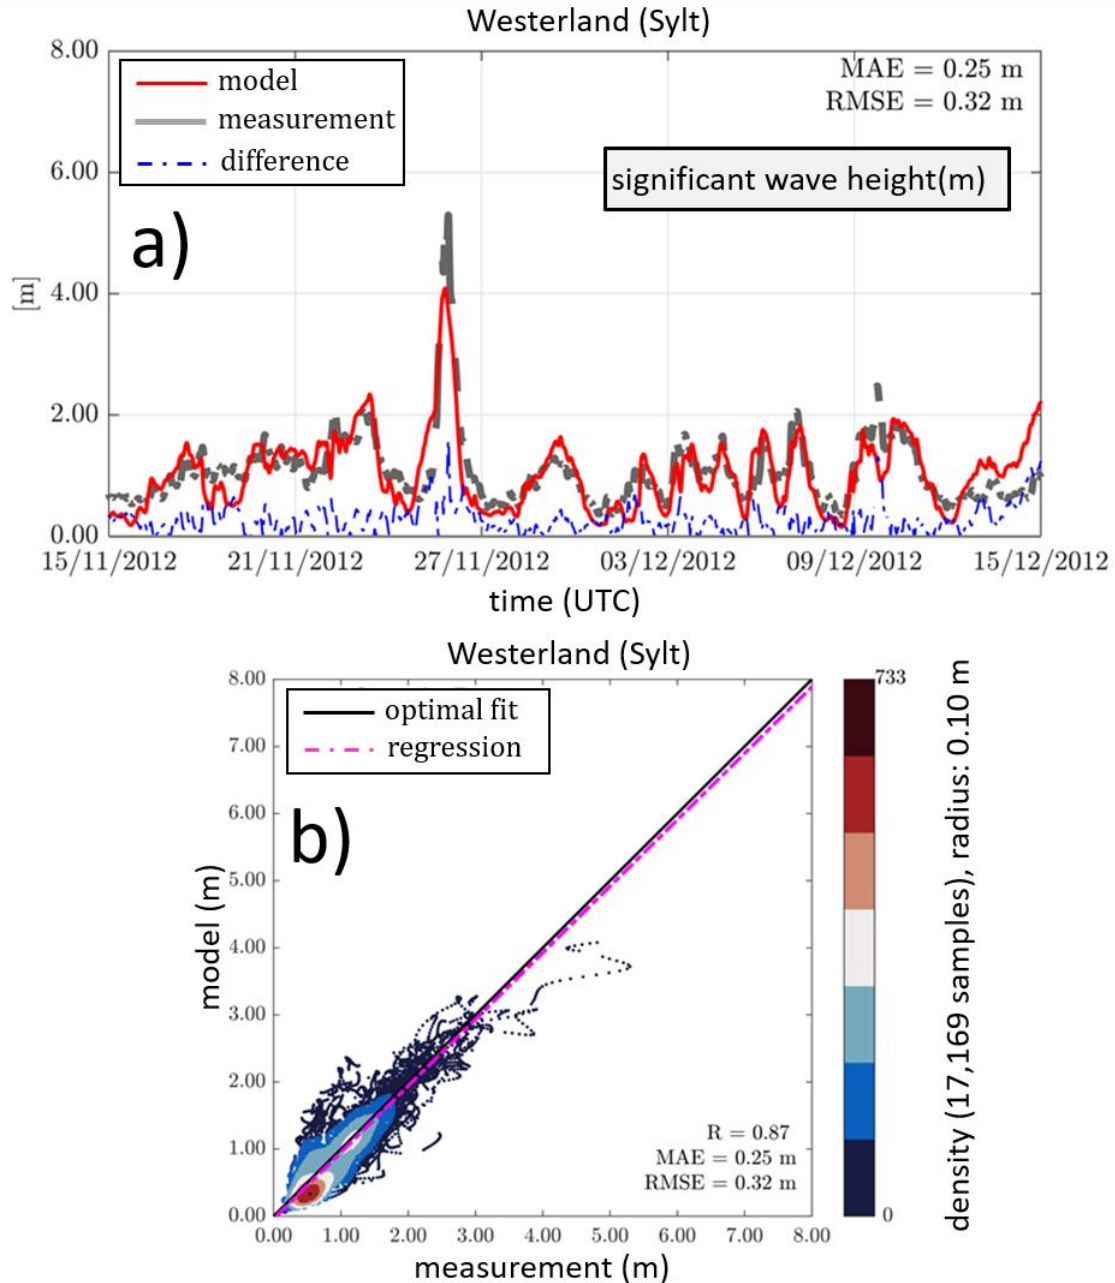 Westerland (Sylt)
8.00
6.00
4.00
2.00
0.00
[m]
model
measurement
difference
MAE = 0.25 m
RMSE = 0.32 m
significant wave height(m)
a)
15/11/2012 21/11/2012 27/11/2012 03/12/2012 09/12/2012 15/12/2012
time (UTC)
Westerland (Sylt)
8.00
7.00
6.00
5.00
4.00
3.00
2.00
1.00
0.00
model (m)
optimal fit
regression
b)
R = 0.87
MAE = 0.25 m
RMSE = 0.32 m
0.00 1.00 2.00 3.00 4.00 5.00 6.00 7.00 8.00
measurement (m)
733
0
density (17,169 samples), radius: 0.10 m